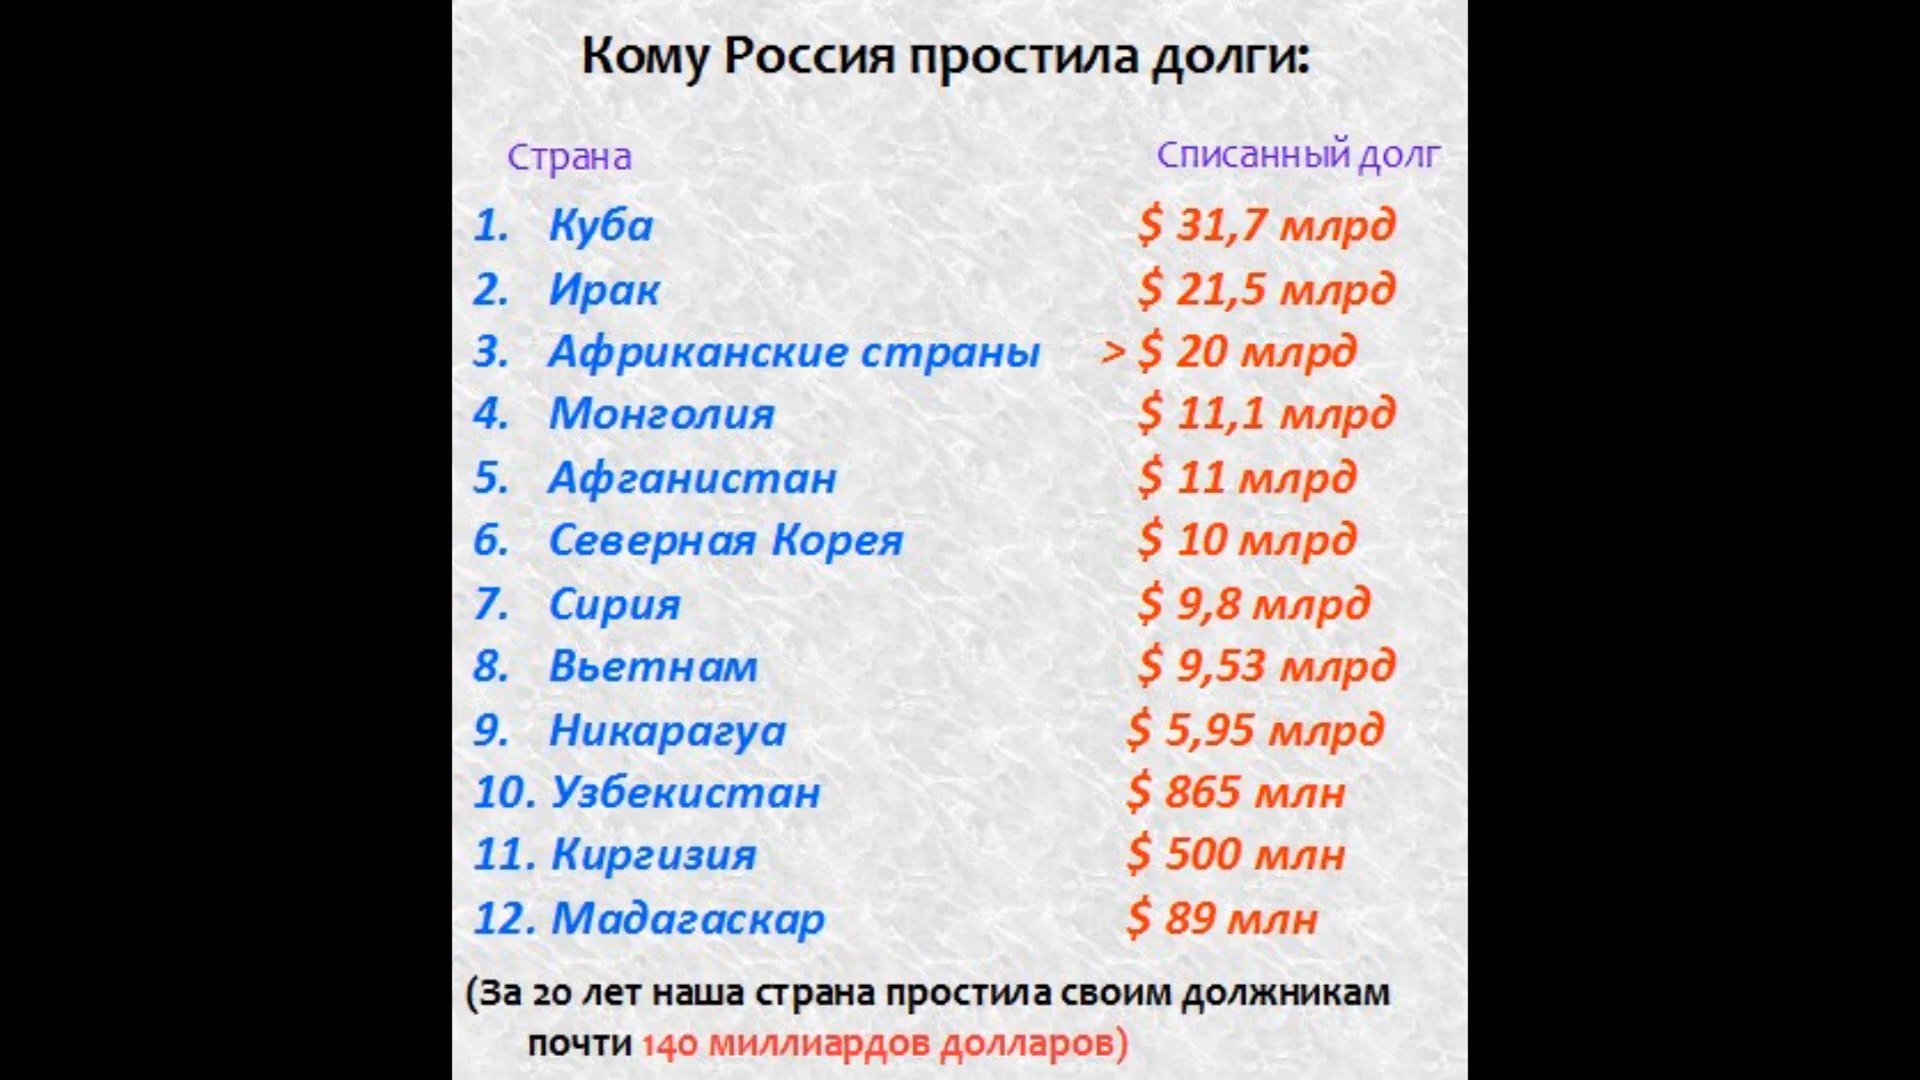 Кому Россия простила долги:
Страна Списанный долг
1. Куба $ 31,7 млрд
2. Ирак $ 21,5 млрд
3. Африканские страны > $ 20 млрд
4. Монголия $ 11,1 млрд
5. Афганистан $ 11 млрд
6. Северная Корея $ 10 млрд
7. Сирия $ 9,8 млрд
8. Вьетнам $ 9,53 млрд
9. Никарагуа $ 5,95 млрд
10. Узбекистан $ 865 млн
11. Киргизия $ 500 млн
12. Мадагаскар $ 89 млн
(За 20 лет наша страна простила своим должникам
почти 140 миллиардов долларов)